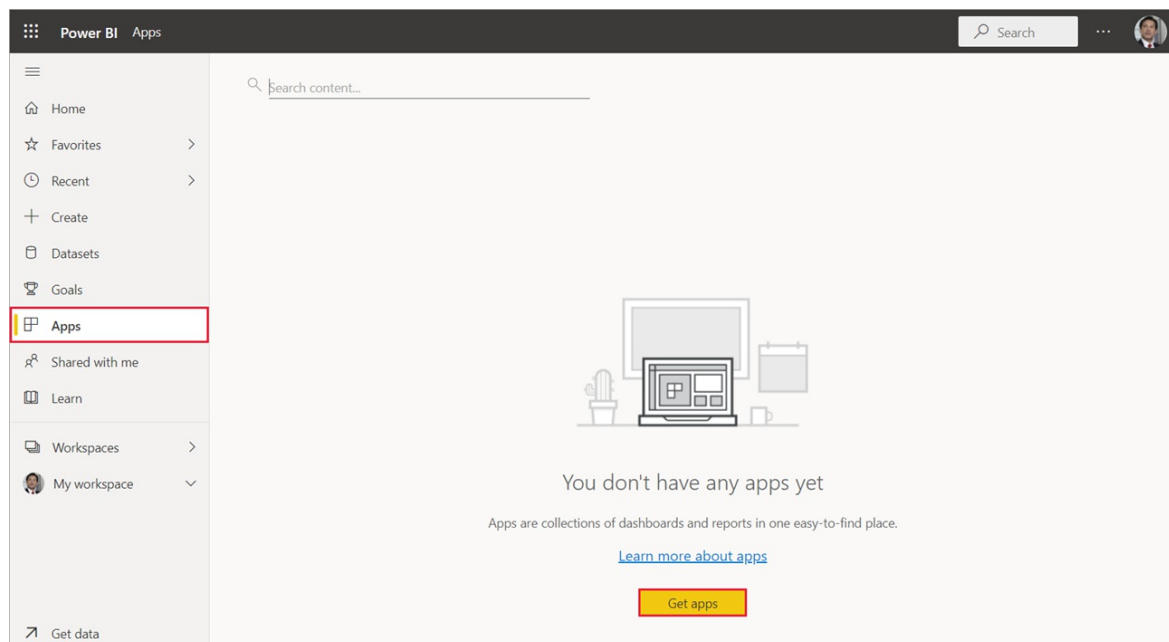 Power BI Apps
Search
Search content...
Home
Favorites
Recent
Create
Datasets
Goals
Apps
Shared with me
Learn
Workspaces
My workspace
Get data
You don't have any apps yet
Apps are collections of dashboards and reports in one easy-to-find place.
Learn more about apps
Get apps